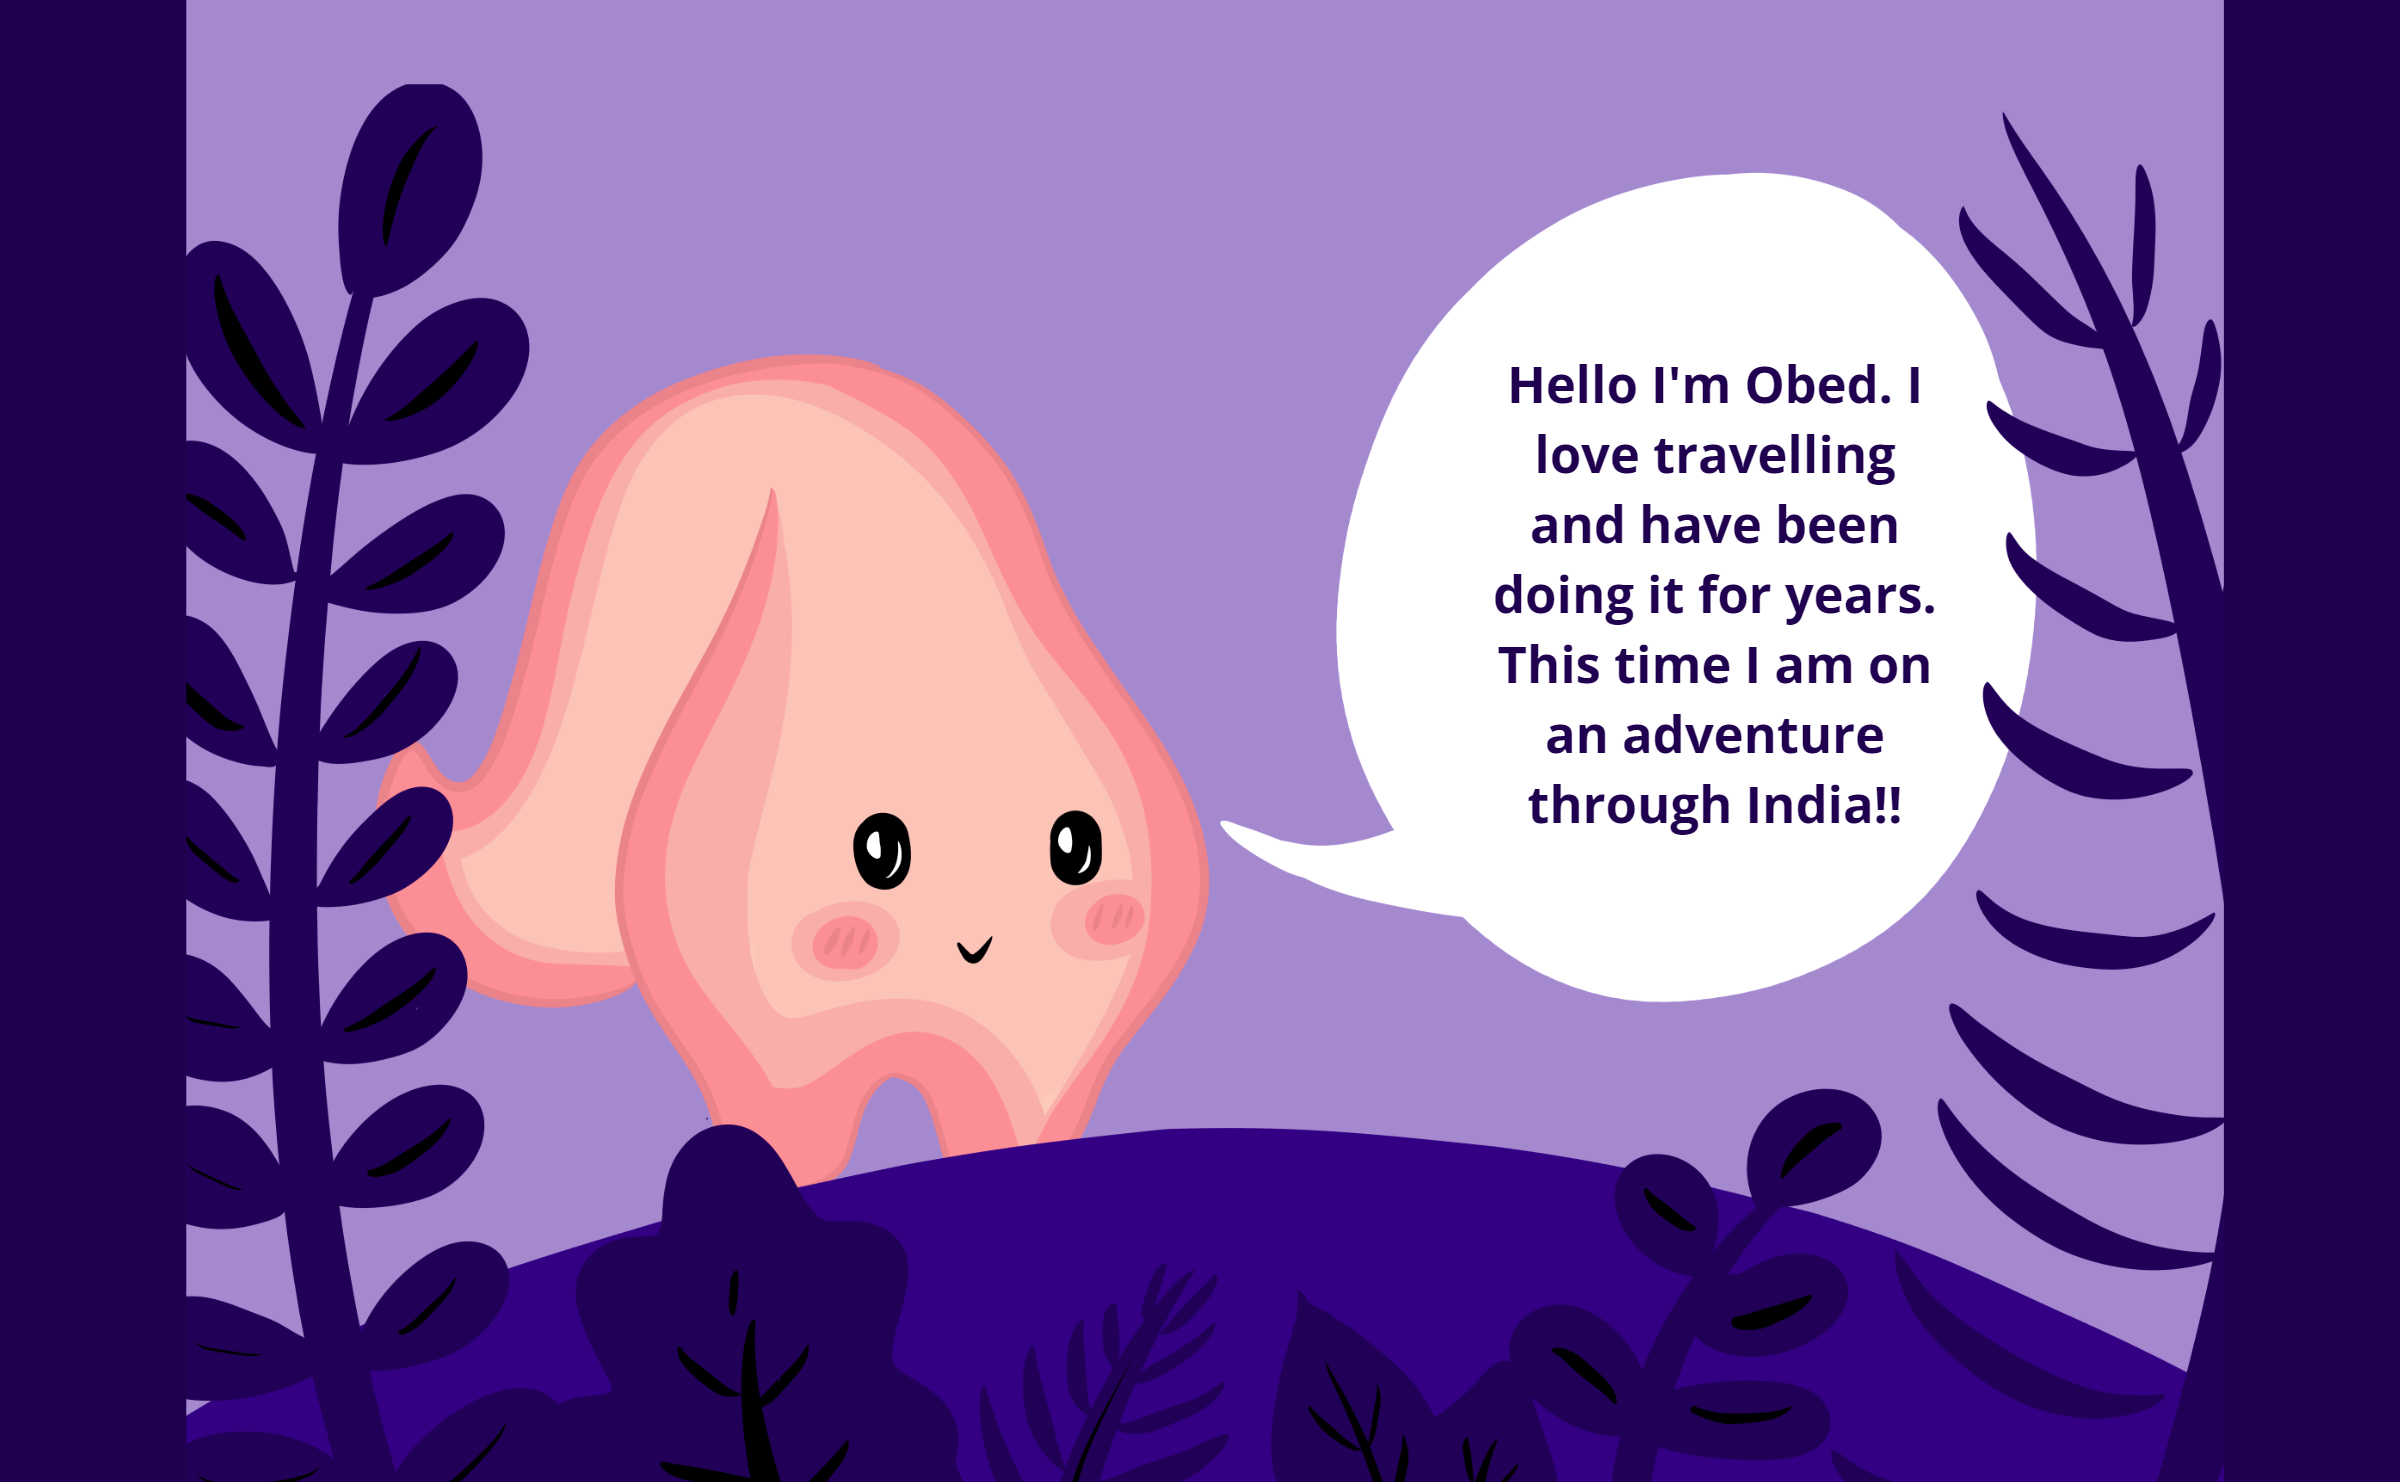 Hello I'm Obed. I
love travelling
and have been
doing it for years.
This time I am on
an adventure
through India!!